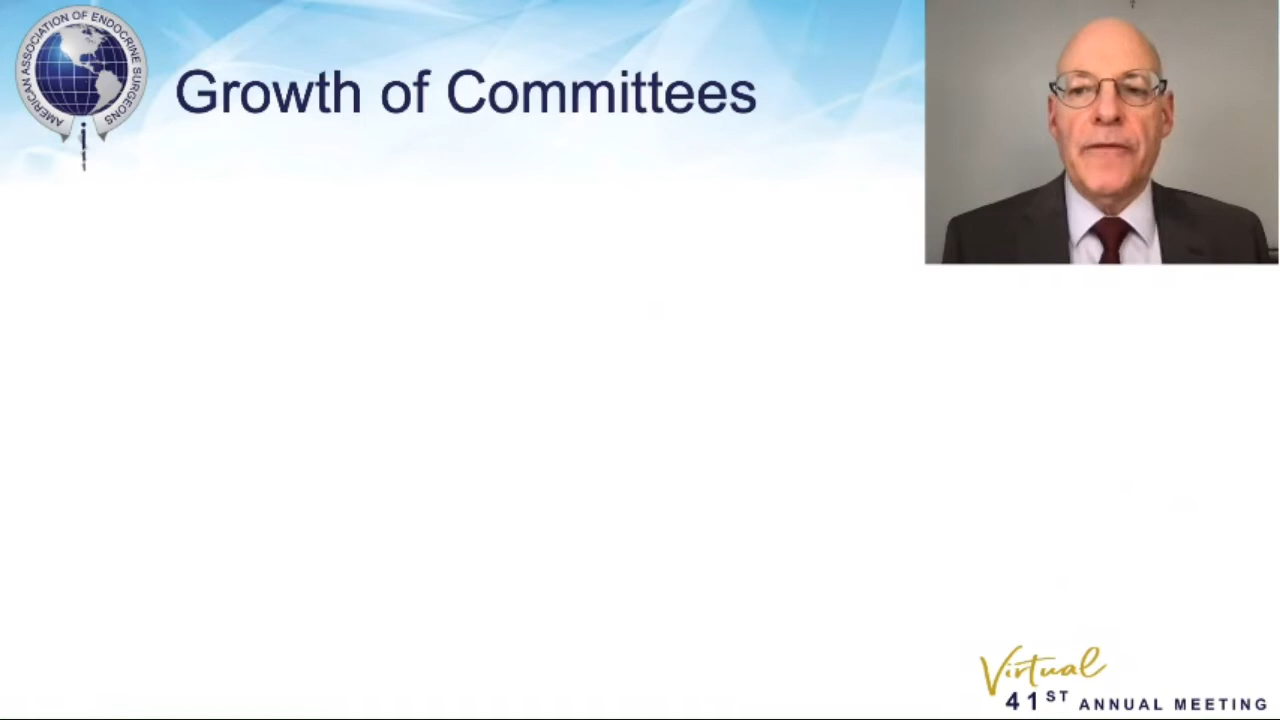 AMERICAN ASSOCIATION OF ENDOCRINE SURGEONS
Growth of Committees
Virtual
41ST ANNUAL MEETING